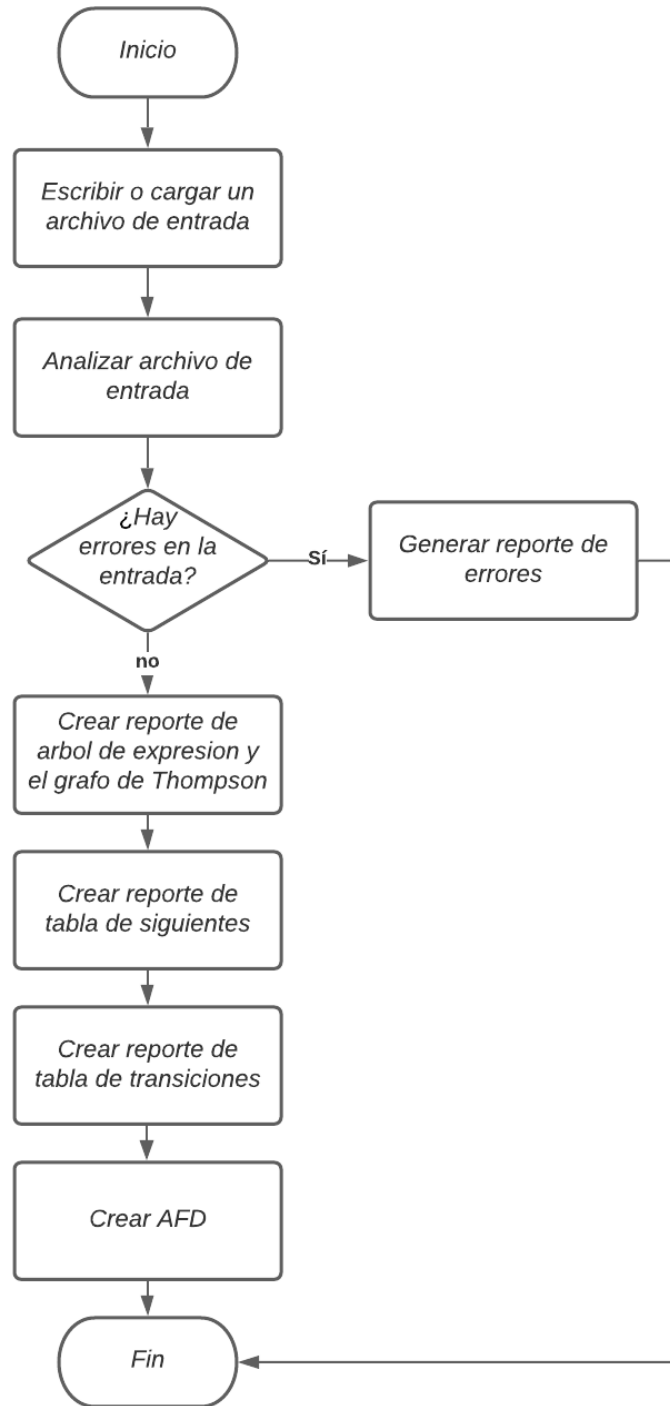 Inicio
Escribir o cargar un
archivo de entrada
Analizar archivo de
entrada
¿Hay
errores en la
entrada?
Sí
Generar reporte de
errores
no
Crear reporte de
arbol de expresion y
el grafo de Thompson
Crear reporte de
tabla de siguientes
Crear reporte de
tabla de transiciones
Crear AFD
Fin